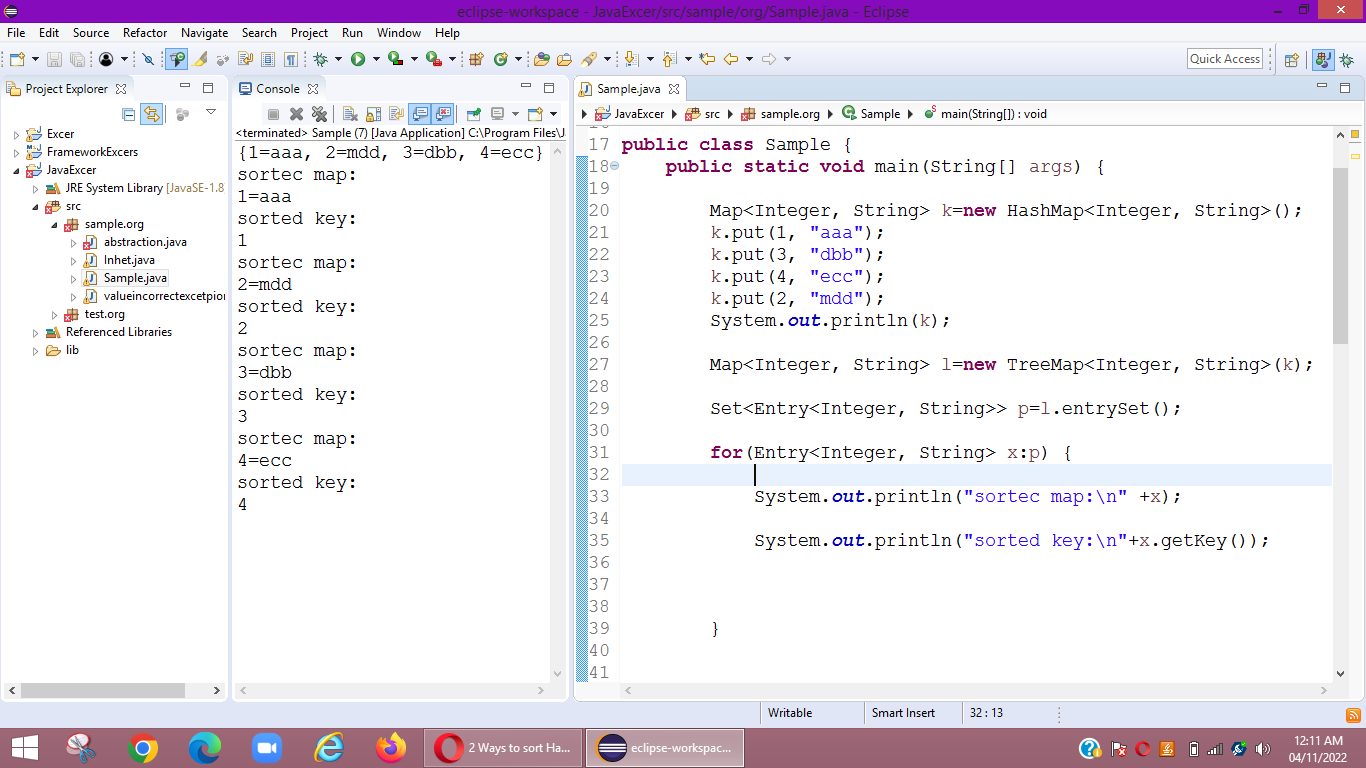 eclipse-workspace - JavaExcer/src/sample/org/Sample.java - Eclipse
File Edit Source Refactor Navigate Search Project Run Window Help
Quick Access
Project Explorer
Excer
FrameworkExcers
JavaExcer
JRE System Library [JavaSE-1.8
src
sample.org
abstraction.java
Inhet.java
Sample.java
valueincorrectexcetpion
test.org
Referenced Libraries
lib
Console
<terminated> Sample (7) [Java Application] C:\Program Files\J
{1=aaa, 2=mdd, 3=dbb, 4=ecc}
sortec map:
1=aaa
sorted key:
1
sortec map:
2=mdd
sorted key:
2
sortec map:
3=dbb
sorted key:
3
sortec map:
4=ecc
sorted key:
4
Sample.java
JavaExcer src sample.org Sample main(String[]) : void
17 public class Sample {
18 public static void main(String[] args) {
19
20 Map<Integer, String> k=new HashMap<Integer, String>();
21 k.put(1, "aaa");
22 k.put(3, "dbb");
23 k.put(4, "ecc");
24 k.put(2, "mdd");
25 System.out.println(k);
26
27 Map<Integer, String> l=new TreeMap<Integer, String>(k);
28
29 Set<Entry<Integer, String>> p=l.entrySet();
30
31 for(Entry<Integer, String> x:p) {
32
33 System.out.println("sortec map:\n" +x);
34
35 System.out.println("sorted key:\n"+x.getKey());
36
37
38
39 }
40
41
Writable Smart Insert 32 : 13
2 Ways to sort Ha...
eclipse-workspac...
12:11 AM
04/11/2022